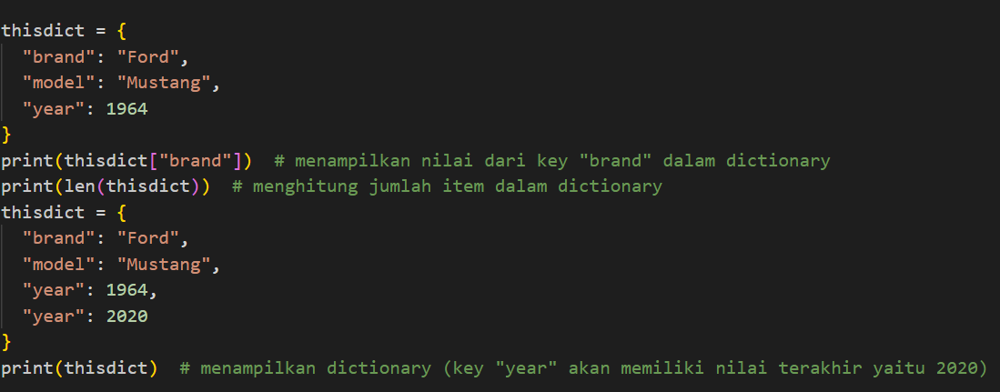 thisdict = {
  "brand": "Ford",
  "model": "Mustang",
  "year": 1964
}
print(thisdict["brand"])  # menampilkan nilai dari key "brand" dalam dictionary
print(len(thisdict))  # menghitung jumlah item dalam dictionary
thisdict = {
  "brand": "Ford",
  "model": "Mustang",
  "year": 1964,
  "year": 2020
}
print(thisdict)  # menampilkan dictionary (key "year" akan memiliki nilai terakhir yaitu 2020)